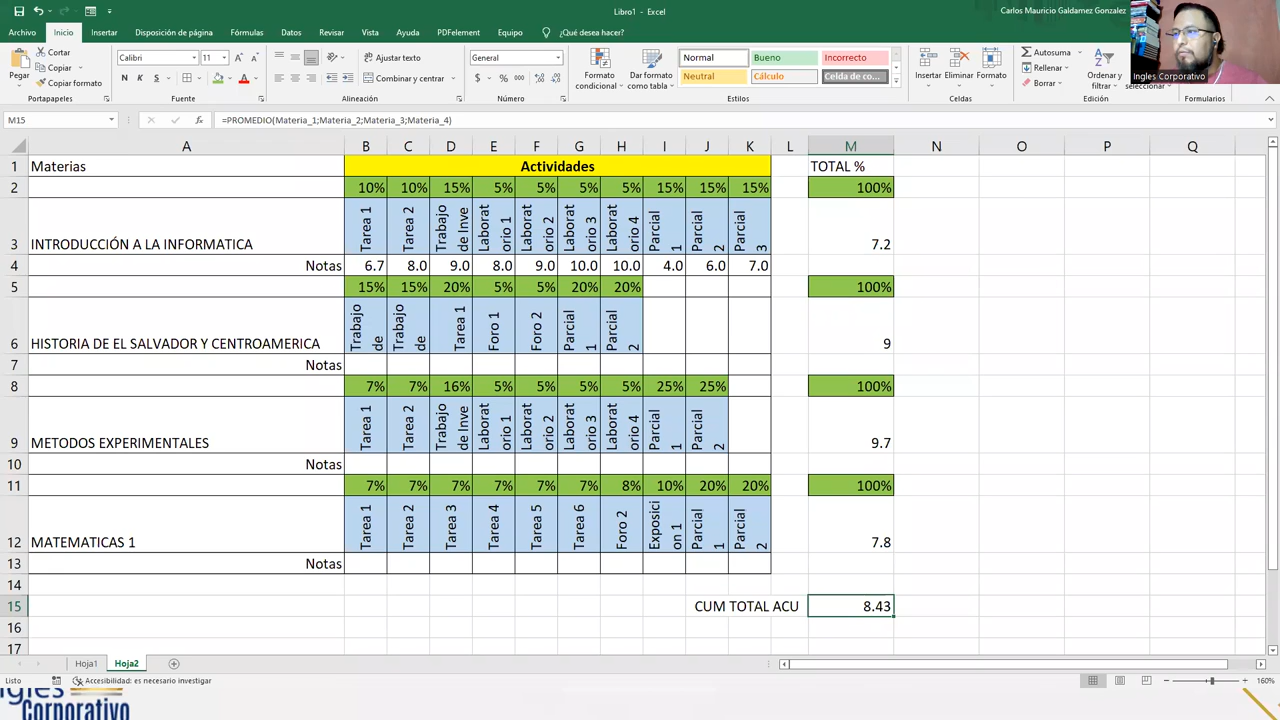 Libro1 - Excel
Carlos Mauricio Galdamez Gonzalez
Archivo Inicio Insertar Disposición de página Fórmulas Datos Revisar Vista Ayuda PDFelement Equipo ¿Qué desea hacer?
Pegar
Cortar
Copiar
Copiar formato
Portapapeles
Calibri 11
N K S
Fuente
Ajustar texto
Combinar y centrar
Alineación
General
$ % 000
Número
Formato condicional
Dar formato como tabla
Normal Bueno Incorrecto
Neutral Cálculo Celda de co...
Estilos
Insertar Eliminar Formato
Celdas
Autosuma
Rellenar
Borrar
Ordenar y filtrar
seleccionar
Edición
Formularios
Ingles Corporativo
M15 fx =PROMEDIO(Materia_1;Materia_2;Materia_3;Materia_4)
A B C D E F G H I J K L M N O P Q
1 Materias Actividades TOTAL %
2 10% 10% 15% 5% 5% 5% 5% 15% 15% 15% 100%
3 INTRODUCCIÓN A LA INFORMATICA Tarea 1 Tarea 2 Trabajo de Inve Laborat orio 1 Laborat orio 2 Laborat orio 3 Laborat orio 4 Parcial 1 Parcial 2 Parcial 3 7.2
4 Notas 6.7 8.0 9.0 8.0 9.0 10.0 10.0 4.0 6.0 7.0
5 15% 15% 20% 5% 5% 20% 20% 100%
6 HISTORIA DE EL SALVADOR Y CENTROAMERICA Trabajo de Trabajo de Tarea 1 Foro 1 Foro 2 Parcial 1 Parcial 2 9
7 Notas
8 7% 7% 16% 5% 5% 5% 5% 25% 25% 100%
9 METODOS EXPERIMENTALES Tarea 1 Tarea 2 Trabajo de Inve Laborat orio 1 Laborat orio 2 Laborat orio 3 Laborat orio 4 Parcial 1 Parcial 2 9.7
10 Notas
11 7% 7% 7% 7% 7% 7% 8% 10% 20% 20% 100%
12 MATEMATICAS 1 Tarea 1 Tarea 2 Tarea 3 Tarea 4 Tarea 5 Tarea 6 Foro 2 Exposici on 1 Parcial 1 Parcial 2 7.8
13 Notas
14
15 CUM TOTAL ACU 8.43
16
17
Hoja1 Hoja2
Listo Accesibilidad: es necesario investigar 160%
Ingles
Corporativo